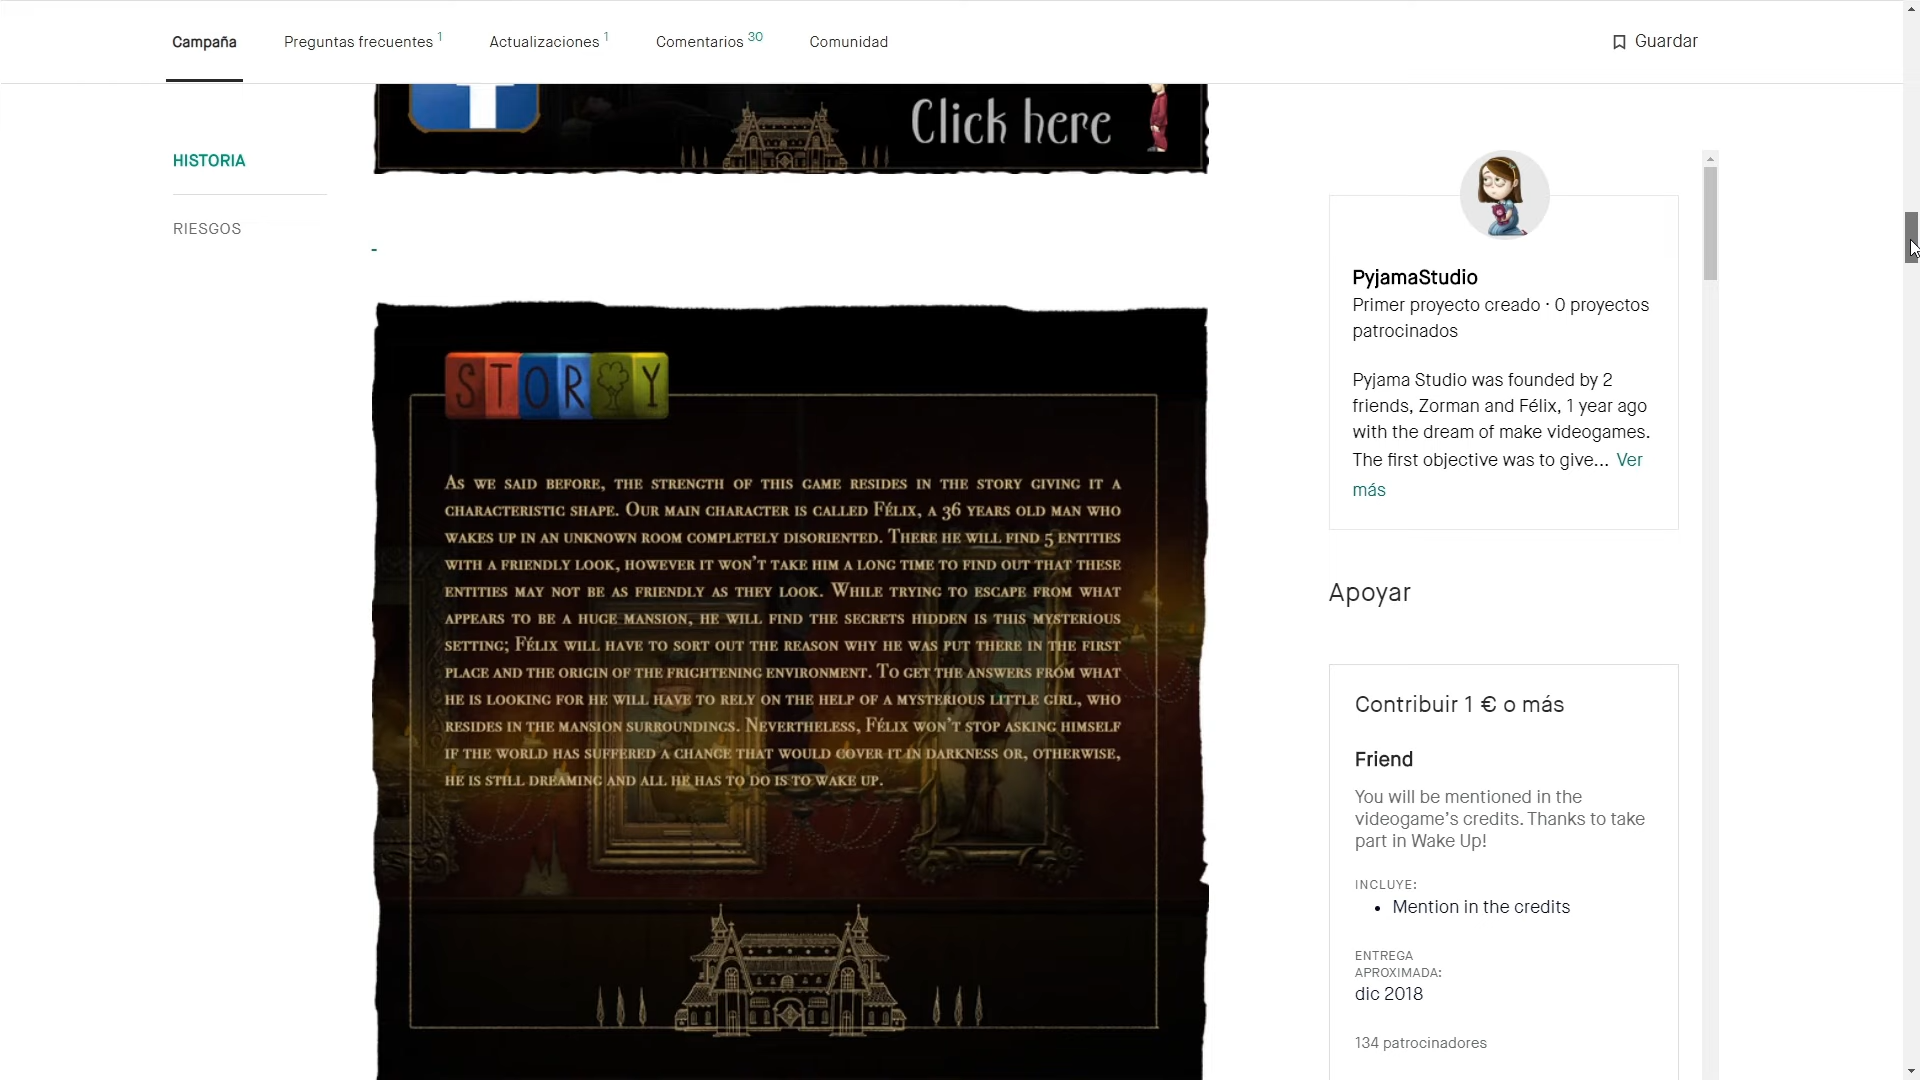 Campaña
Preguntas frecuentes 1
Actualizaciones 1
Comentarios 30
Comunidad
Guardar
Click here
HISTORIA
RIESGOS
-
STORY
As we said before, the strength of this game resides in the story giving it a
characteristic shape. Our main character is called Félix, a 36 years old man who
wakes up in an unknown room completely disoriented. There he will find 5 entities
with a friendly look, however it won't take him a long time to find out that these
entities may not be as friendly as they look. While trying to escape from what
appears to be a huge mansion, he will find the secrets hidden is this mysterious
setting; Félix will have to sort out the reason why he was put there in the first
place and the origin of the frightening environment. To get the answers from what
he is looking for he will have to rely on the help of a mysterious little girl, who
resides in the mansion surroundings. Nevertheless, Félix won't stop asking himself
if the world has suffered a change that would cover it in darkness or, otherwise,
he is still dreaming and all he has to do is to wake up.
PyjamaStudio
Primer proyecto creado · 0 proyectos
patrocinados
Pyjama Studio was founded by 2
friends, Zorman and Félix, 1 year ago
with the dream of make videogames.
The first objective was to give... Ver
más
Apoyar
Contribuir 1 € o más
Friend
You will be mentioned in the
videogame's credits. Thanks to take
part in Wake Up!
INCLUYE:
• Mention in the credits
ENTREGA
APROXIMADA:
dic 2018
134 patrocinadores